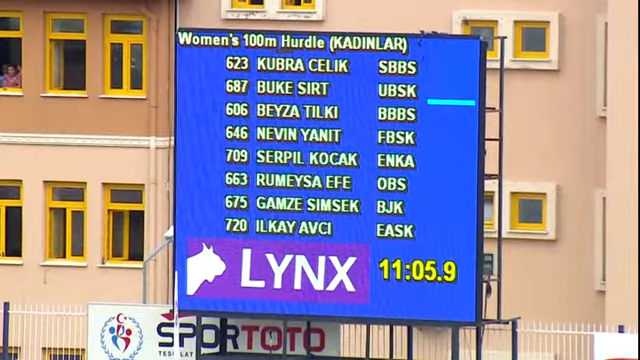 Women's 100m Hurdle (KADINLAR)
623 KUBRA CELIK SBBS
687 BUKE SIRT UBSK
606 BEYZA TILKI BBBS
646 NEVIN YANIT FBSK
709 SERPIL KOCAK ENKA
663 RUMEYSA EFE OBS
675 GAMZE SIMSEK BJK
720 ILKAY AVCI EASK
LYNX 11:05.9
SPORTOTO